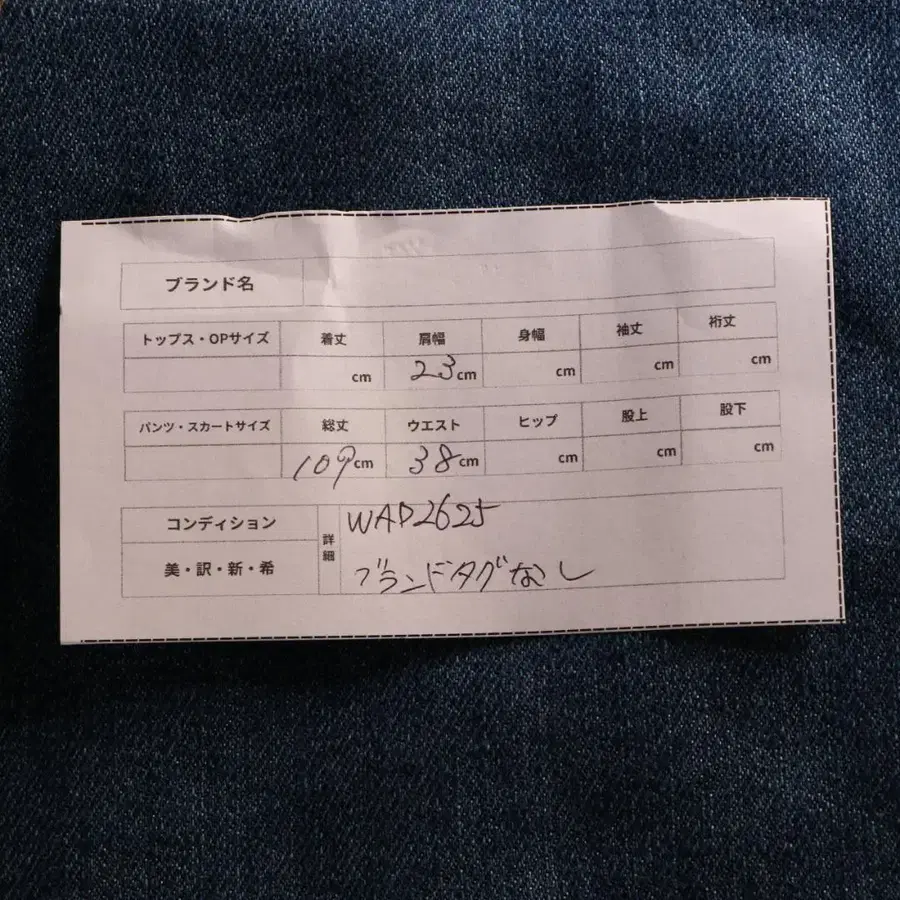 ブランド名
トップス・OPサイズ 着丈 肩幅 身幅 袖丈 裄丈
cm 23cm cm cm cm
パンツ・スカートサイズ 総丈 ウエスト ヒップ 股上 股下
109cm 38cm cm cm cm
コンディション 詳細 WAD2625
美・訳・新・希 ブランドタグなし